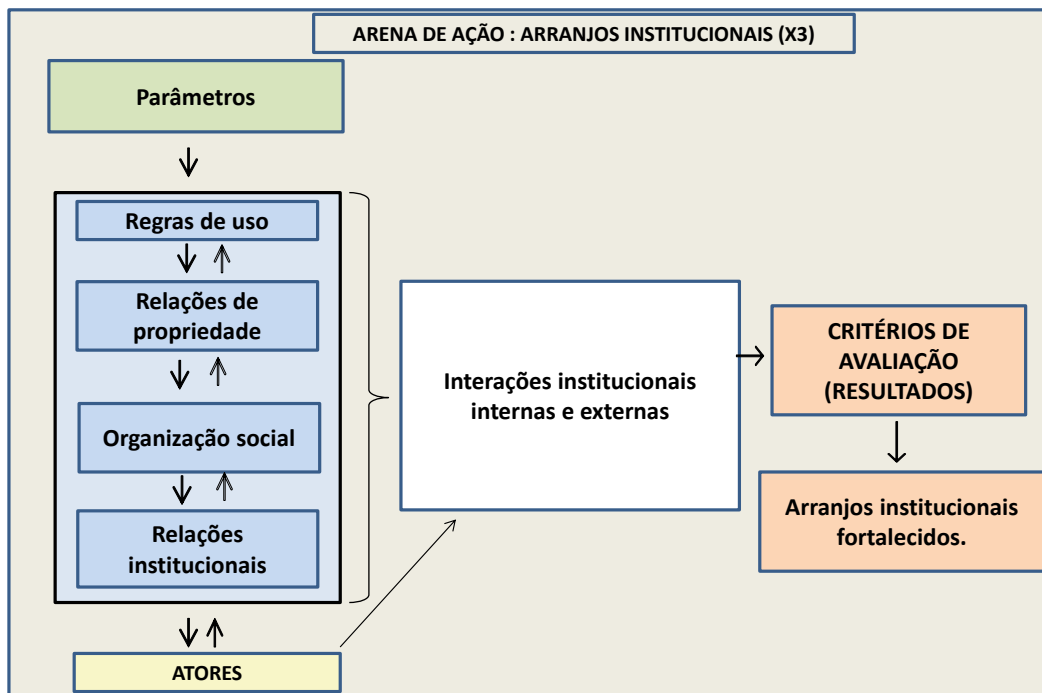 ARENA DE AÇÃO : ARRANJOS INSTITUCIONAIS (X3)
Parâmetros
Regras de uso
Relações de
propriedade
Organização social
Relações
institucionais
ATORES
Interações institucionais
internas e externas
CRITÉRIOS DE
AVALIAÇÃO
(RESULTADOS)
Arranjos institucionais
fortalecidos.